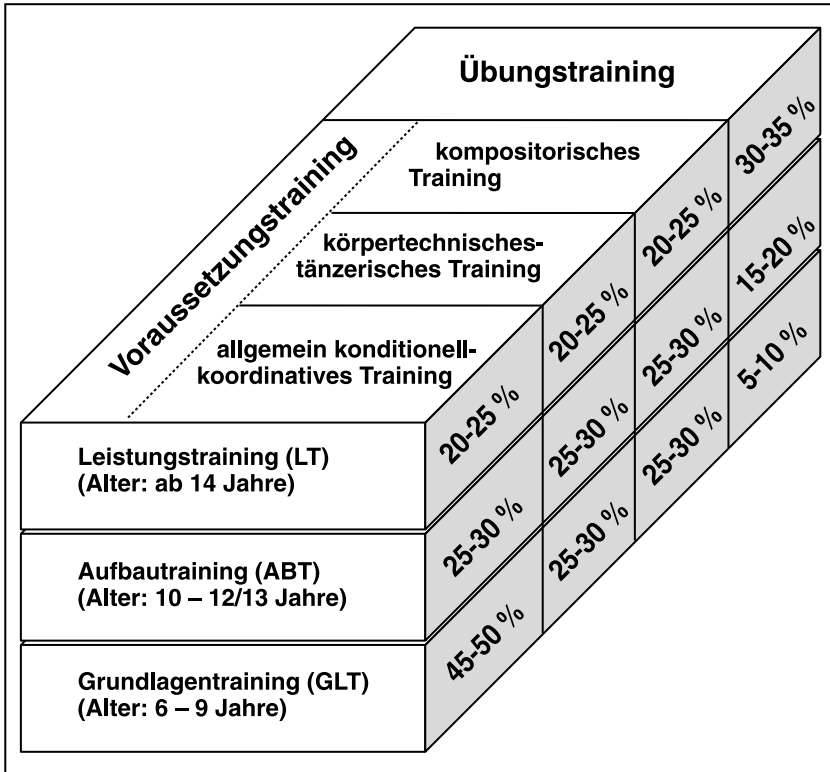 Übungstraining
Voraussetzungstraining
kompositorisches
Training
körpertechnisches-
tänzerisches Training
allgemein konditionell-
koordinatives Training
Leistungstraining (LT)
(Alter: ab 14 Jahre)
20-25 %
20-25 %
20-25 %
30-35 %
Aufbautraining (ABT)
(Alter: 10 – 12/13 Jahre)
25-30 %
25-30 %
25-30 %
15-20 %
Grundlagentraining (GLT)
(Alter: 6 – 9 Jahre)
45-50 %
25-30 %
25-30 %
5-10 %